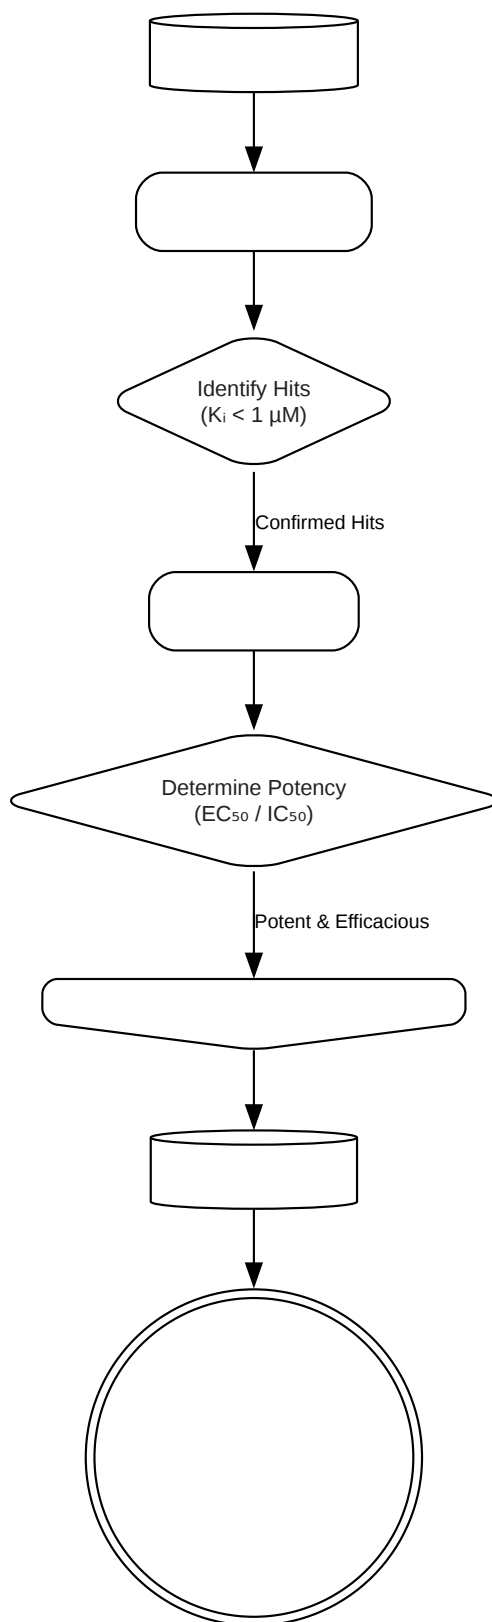 Identify Hits
(Kᵢ < 1 µM)
Confirmed Hits
Determine Potency
(EC₅₀ / IC₅₀)
Potent & Efficacious